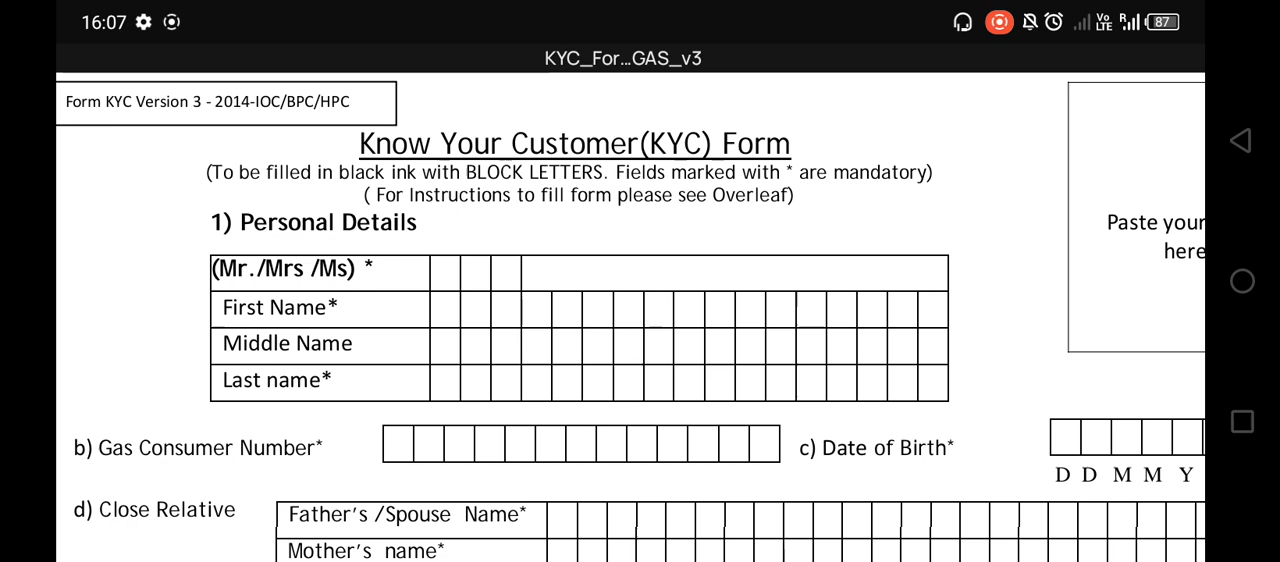 16:07
Vo
LTE
R
87
KYC_For...GAS_v3
Form KYC Version 3 - 2014-IOC/BPC/HPC
Know Your Customer(KYC) Form
(To be filled in black ink with BLOCK LETTERS. Fields marked with * are mandatory)
( For Instructions to fill form please see Overleaf)
1) Personal Details
Paste your
here
(Mr./Mrs /Ms) *
First Name*
Middle Name
Last name*
b) Gas Consumer Number*
c) Date of Birth*
D D M M Y
d) Close Relative
Father's /Spouse Name*
Mother's name*